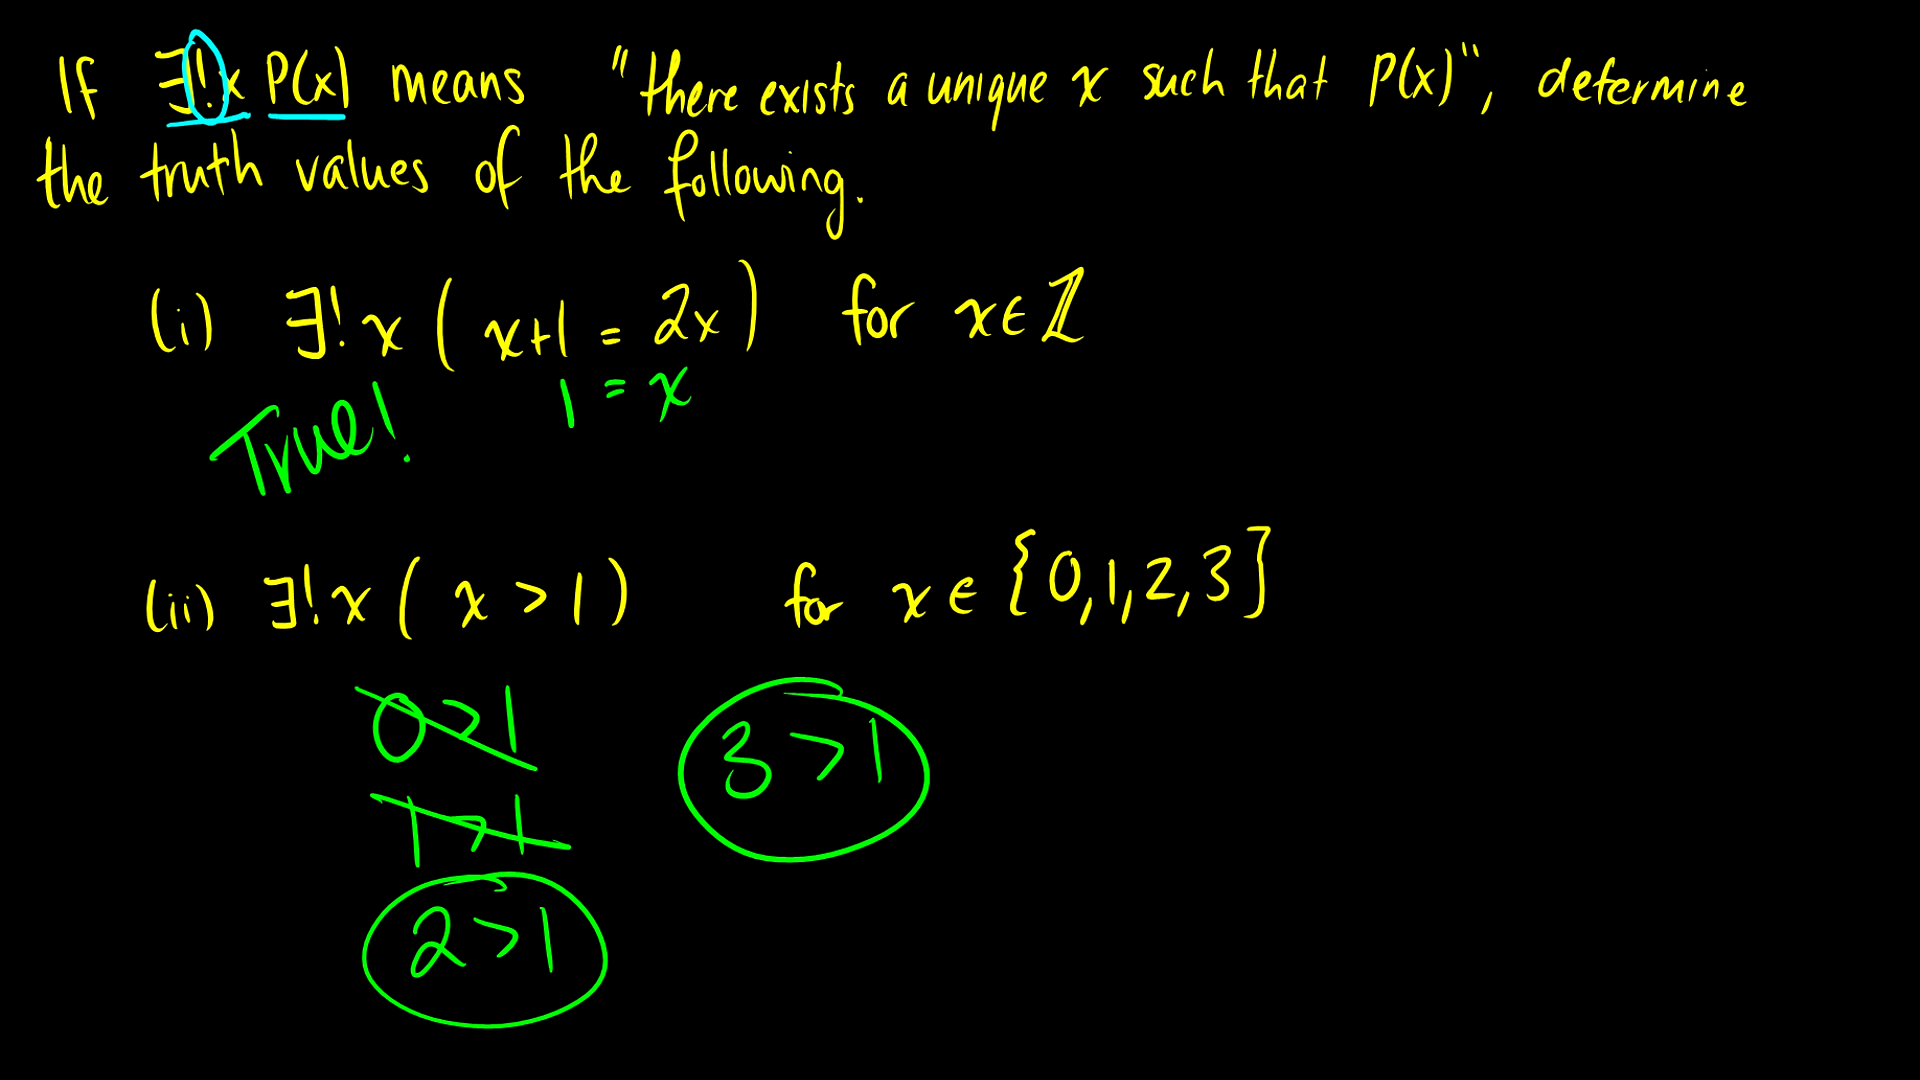 If ∃!x P(x) means "there exists a unique x such that P(x)", determine
the truth values of the following.
(i) ∃!x ( x+1 = 2x ) for x∈ℤ
1 = x
True!
(ii) ∃!x ( x > 1 ) for x ∈ {0,1,2,3}
0>1
3>1
1>1
2>1